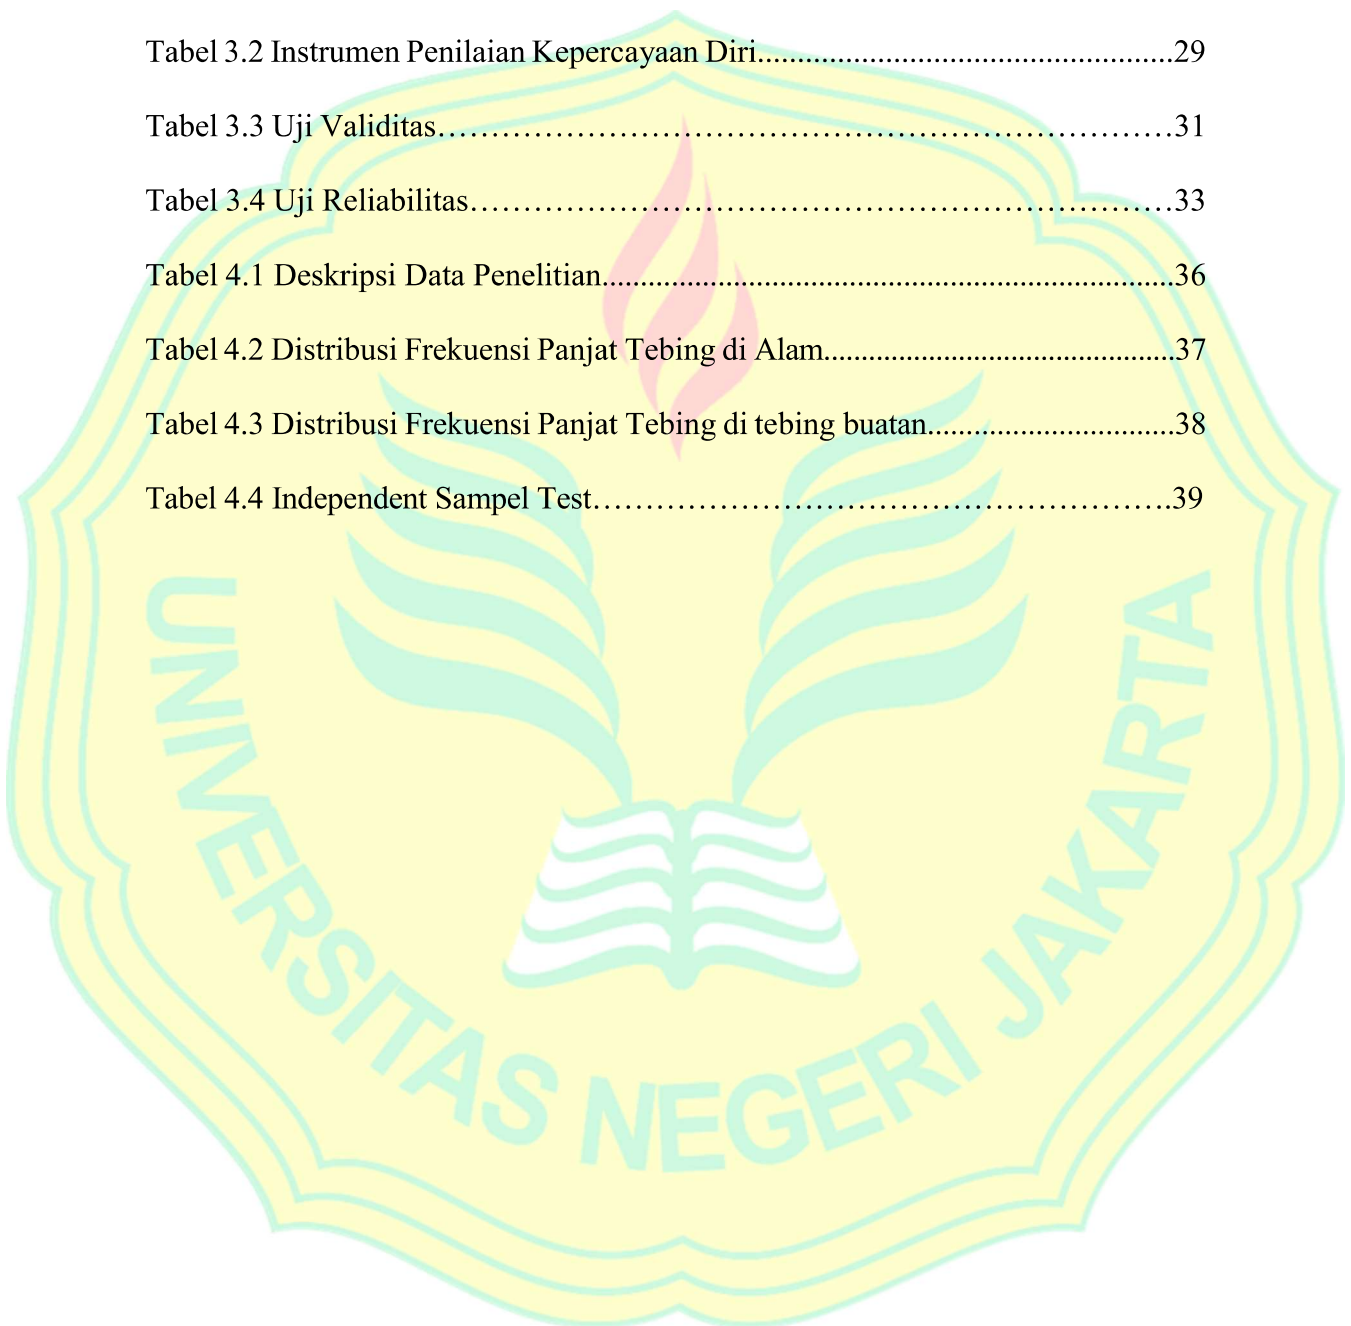 Tabel 3.2 Instrumen Penilaian Kepercayaan Diri....................................................29
Tabel 3.3 Uji Validitas……………………………………………………………………31
Tabel 3.4 Uji Reliabilitas…………………………………………………………………33
Tabel 4.1 Deskripsi Data Penelitian.......................................................................36
Tabel 4.2 Distribusi Frekuensi Panjat Tebing di Alam............................................37
Tabel 4.3 Distribusi Frekuensi Panjat Tebing di tebing buatan...............................38
Tabel 4.4 Independent Sampel Test…………………………………………………….39
UNIVERSITAS NEGERI JAKARTA